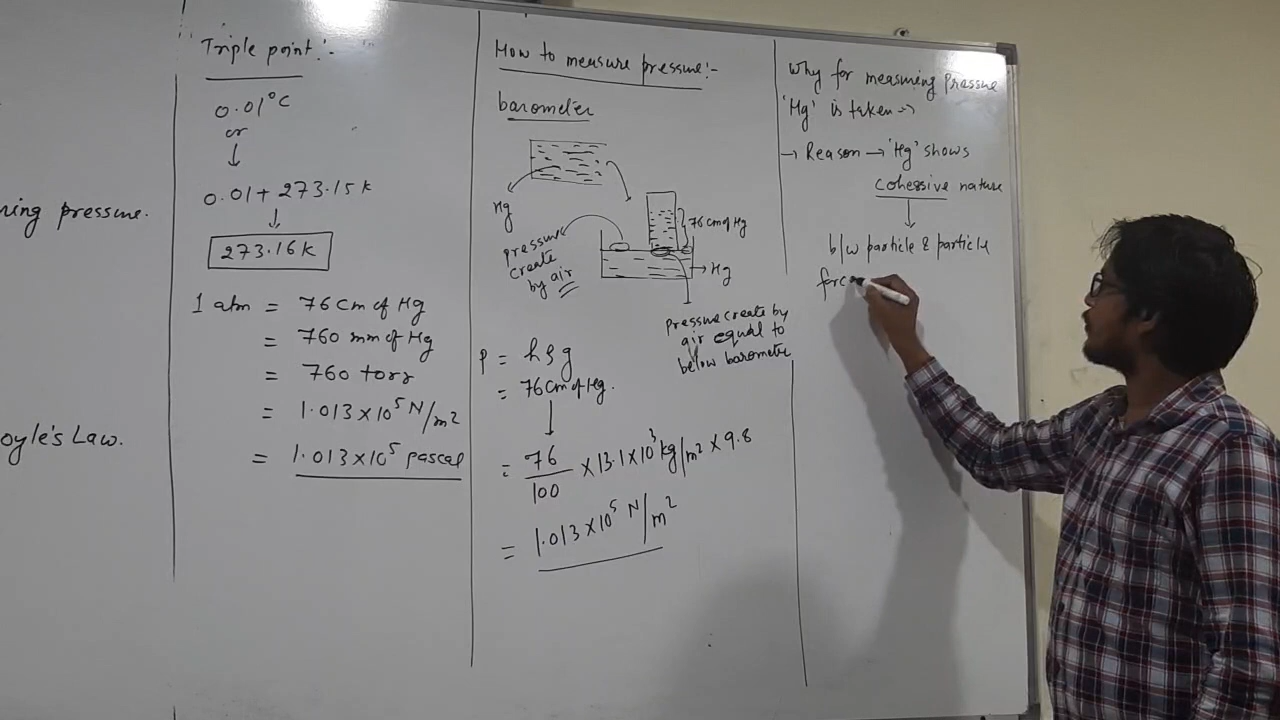 ning pressure.
oyle's Law.
Triple point:-
0.01°C
or
0.01 + 273.15 K
273.16 K
1 atm = 76 Cm of Hg
= 760 mm of Hg
= 760 torr
= 1.013 × 10⁵ N/m²
= 1.013 × 10⁵ pascal
How to measure pressure:-
barometer
Hg
76 Cm of Hg
pressure
create
by air
→ Hg
pressure create by
air equal to
below barometer
P = hρg
= 76 Cm of Hg.
= 76/100 × 13.1 × 10³ kg/m² × 9.8
= 1.013 × 10⁵ N/m²
Why for measuring pressure
'Hg' is taken →
→ Reason → 'Hg' shows
cohessive nature
b/w particle & particle
forc